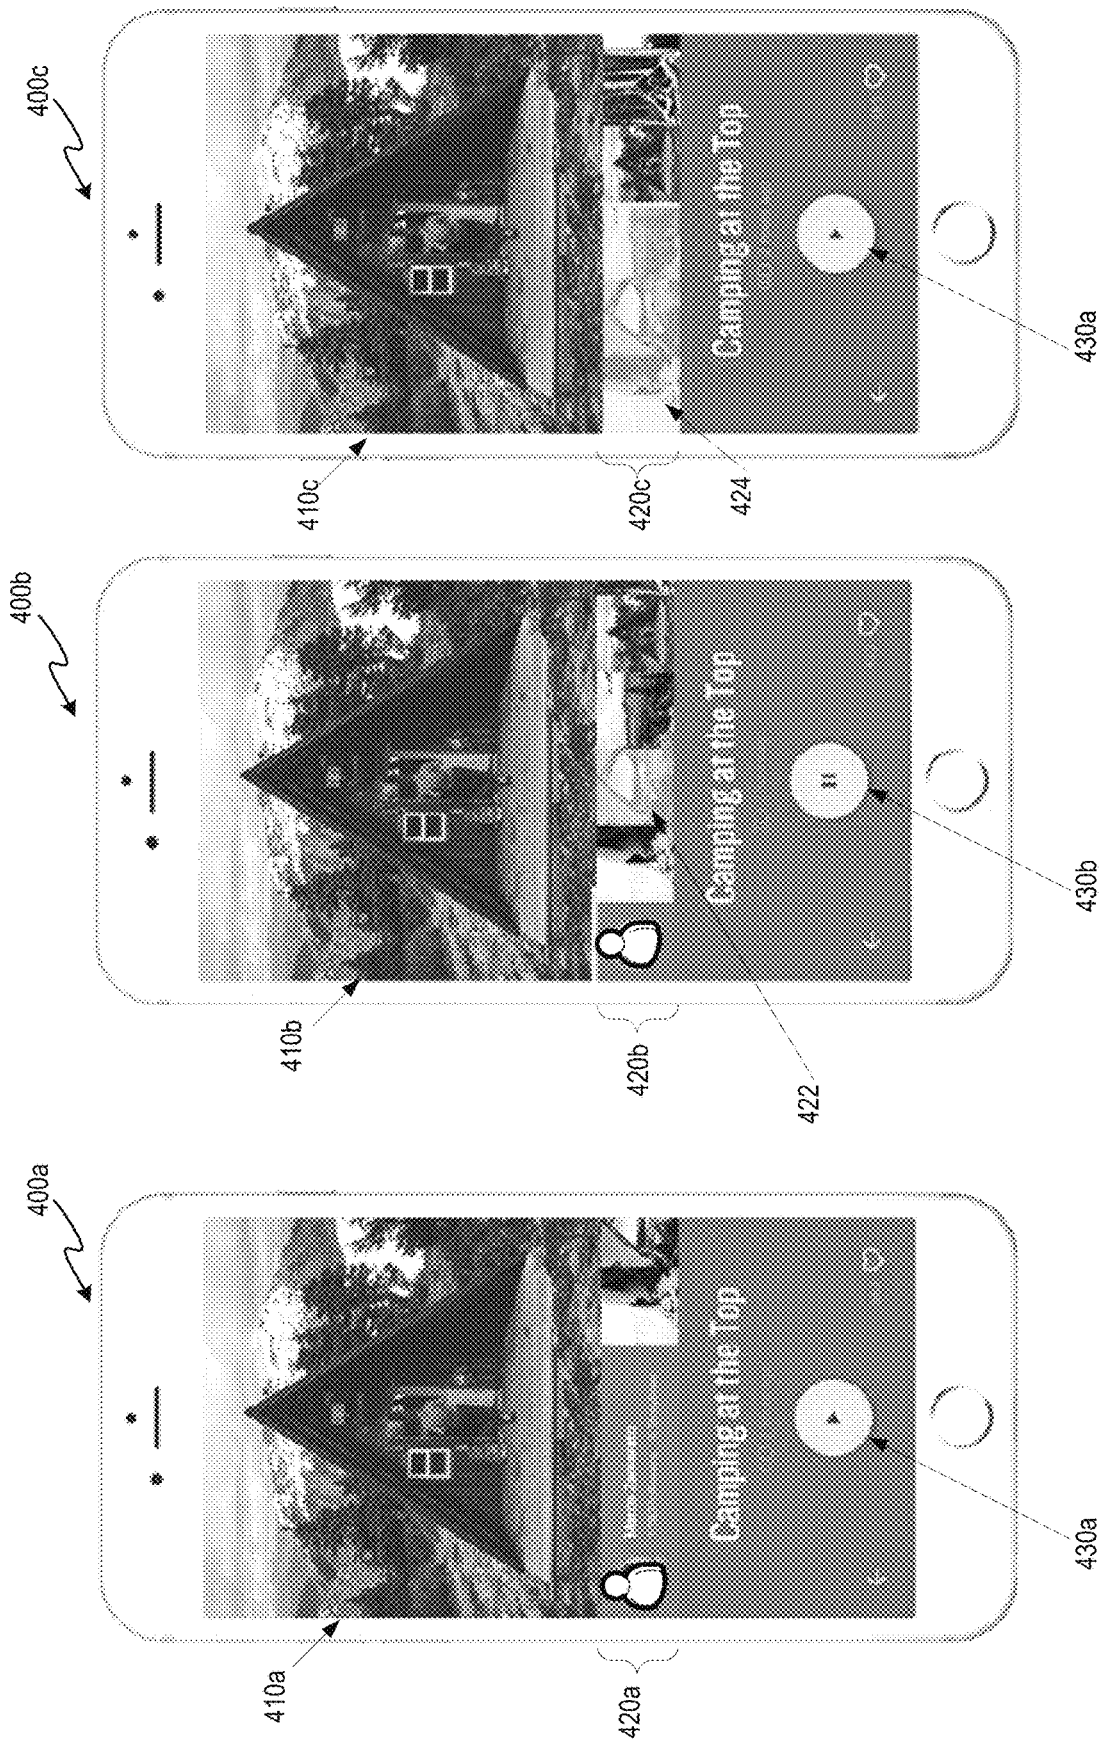 400a
410a
420a
Camping at the Top
430a
400b
410b
420b
422
Camping at the Top
430b
400c
410c
420c
424
Camping at the Top
430a